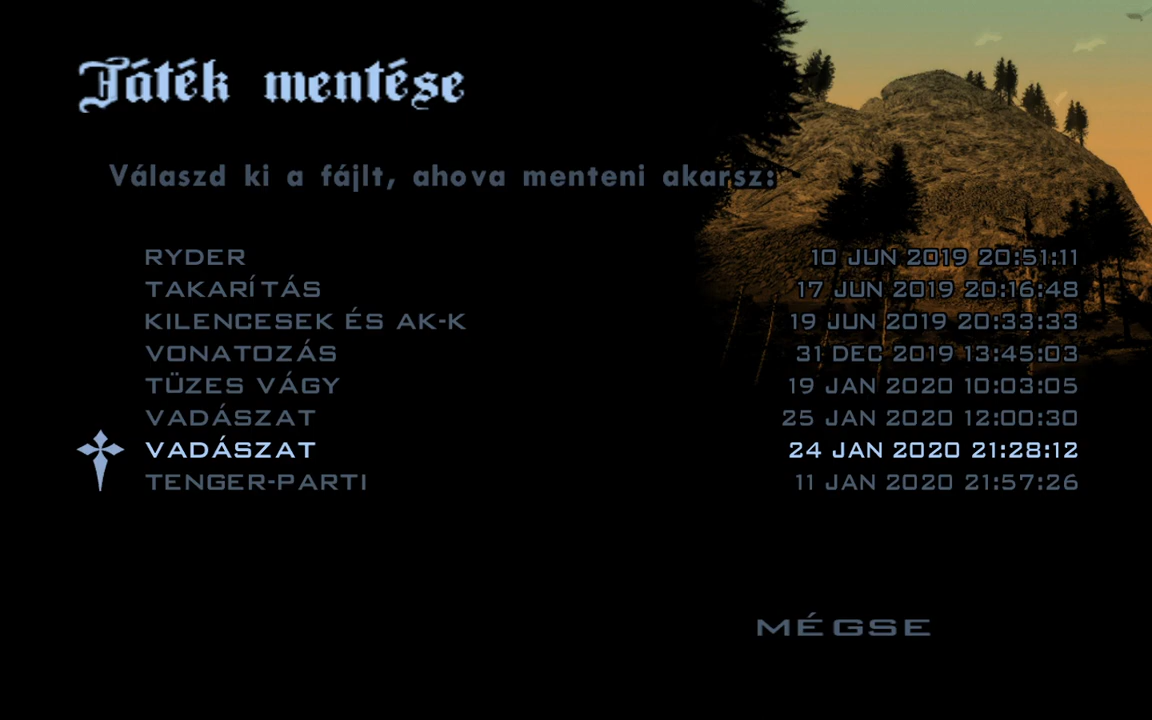 Játék mentése
Válaszd ki a fájlt, ahova menteni akarsz:
RYDER 10 JUN 2019 20:51:11
TAKARÍTÁS 17 JUN 2019 20:16:48
KILENCESEK ÉS AK-K 19 JUN 2019 20:33:33
VONATOZÁS 31 DEC 2019 13:45:03
TÜZES VÁGY 19 JAN 2020 10:03:05
VADÁSZAT 25 JAN 2020 12:00:30
VADÁSZAT 24 JAN 2020 21:28:12
TENGER-PARTI 11 JAN 2020 21:57:26
MÉGSE